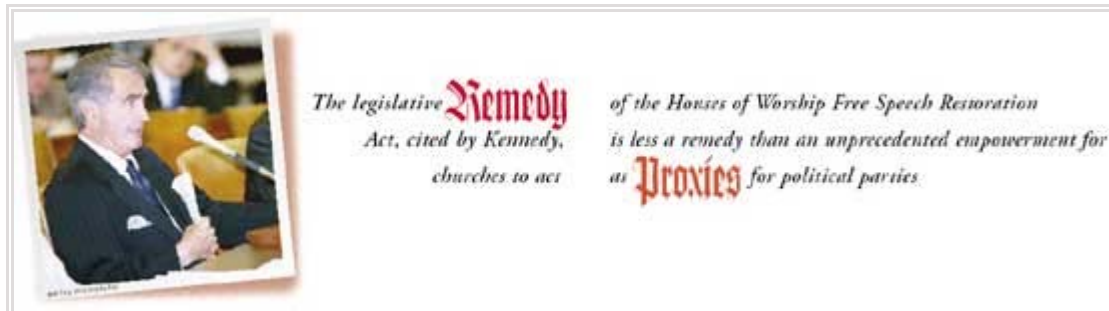 The legislative Remedy of the Houses of Worship Free Speech Restoration
Act, cited by Kennedy, is less a remedy than an unprecedented empowerment for
churches to act as Proxies for political parties